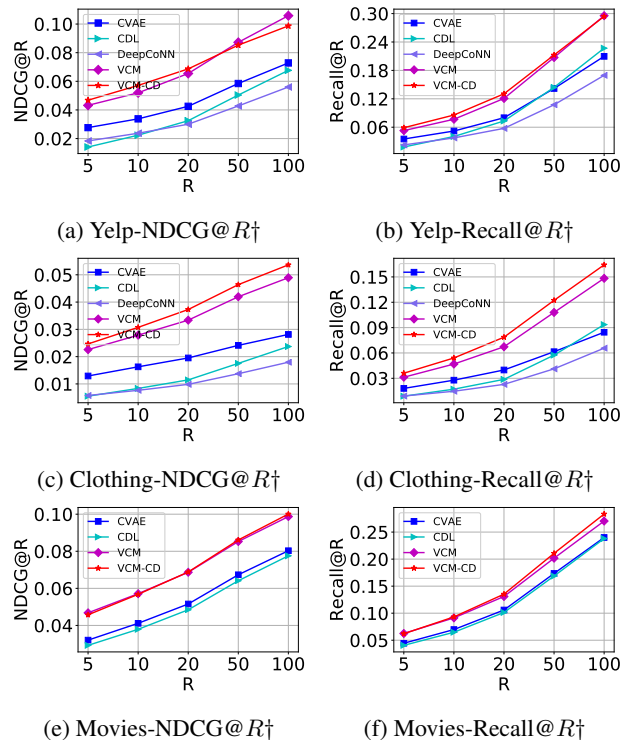 NDCG@R
0.10
0.08
0.06
0.04
0.02
CVAE
CDL
DeepCoNN
VCM
VCM-CD
5 10 20 50 100
R
(a) Yelp-NDCG@R†
Recall@R
0.30
0.24
0.18
0.12
0.06
CVAE
CDL
DeepCoNN
VCM
VCM-CD
5 10 20 50 100
R
(b) Yelp-Recall@R†
NDCG@R
0.05
0.04
0.03
0.02
0.01
CVAE
CDL
DeepCoNN
VCM
VCM-CD
5 10 20 50 100
R
(c) Clothing-NDCG@R†
Recall@R
0.15
0.12
0.09
0.06
0.03
CVAE
CDL
DeepCoNN
VCM
VCM-CD
5 10 20 50 100
R
(d) Clothing-Recall@R†
NDCG@R
0.10
0.08
0.06
0.04
CVAE
CDL
VCM
VCM-CD
5 10 20 50 100
R
(e) Movies-NDCG@R†
Recall@R
0.25
0.20
0.15
0.10
0.05
CVAE
CDL
VCM
VCM-CD
5 10 20 50 100
R
(f) Movies-Recall@R†